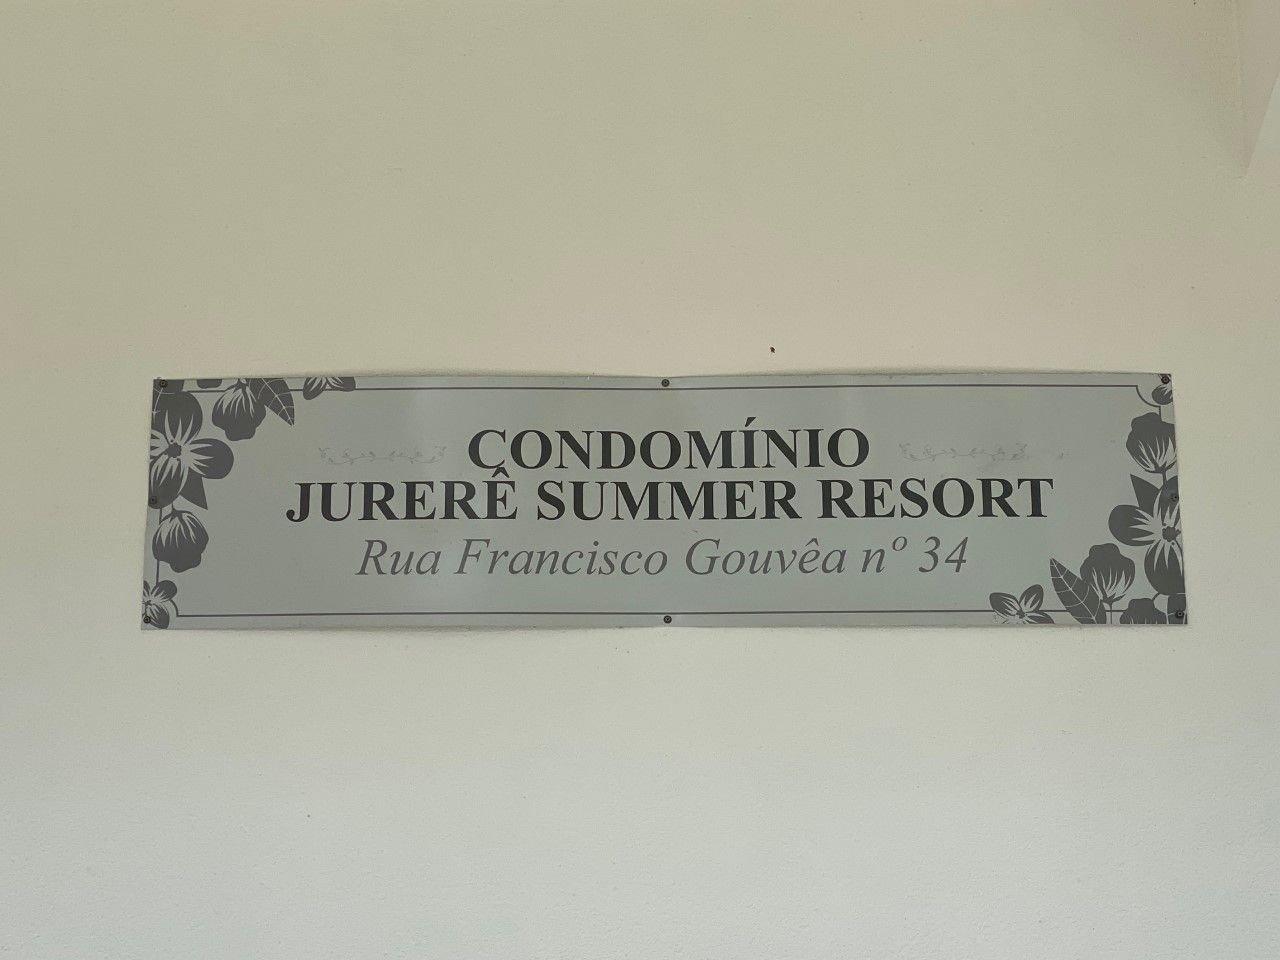 CONDOMÍNIO
JURERÊ SUMMER RESORT
Rua Francisco Gouvêa nº 34